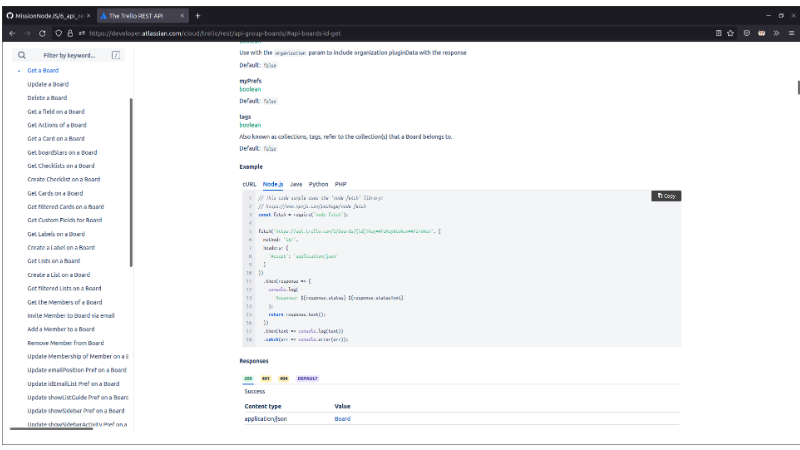 MissionNodeJS/6_api_
The Trello REST API
https://developer.atlassian.com/cloud/trello/rest/api-group-boards/#api-boards-id-get
Filter by keyword...
Get a Board
Update a Board
Delete a Board
Get a field on a Board
Get Actions of a Board
Get a Card on a Board
Get boardStars on a Board
Get Checklists on a Board
Create Checklist on a Board
Get Cards on a Board
Get filtered Cards on a Board
Get Custom Fields for Board
Get Labels on a Board
Create a Label on a Board
Get Lists on a Board
Create a List on a Board
Get filtered Lists on a Board
Get the Members of a Board
Invite Member to Board via email
Add a Member to a Board
Remove Member from Board
Update Membership of Member on a B
Update emailPosition Pref on a Board
Update idEmailList Pref on a Board
Update showListGuide Pref on a Board
Update showSidebar Pref on a Board
Update showSidebarActivity Pref on a
Use with the organization param to include organization pluginData with the response
Default: false
myPrefs
boolean
Default: false
tags
boolean
Also known as collections, tags, refer to the collection(s) that a Board belongs to.
Default: false
Example
cURL Node.js Java Python PHP
Copy
1 // This code sample uses the 'node-fetch' library:
2 // https://www.npmjs.com/package/node-fetch
3 const fetch = require('node-fetch');
4
5 fetch('https://api.trello.com/1/boards/{id}?key=APIKey&token=APIToken', {
6 method: 'GET',
7 headers: {
8 'Accept': 'application/json'
9 }
10 })
11 .then(response => {
12 console.log(
13 `Response: ${response.status} ${response.statusText}`
14 );
15 return response.text();
16 })
17 .then(text => console.log(text))
18 .catch(err => console.error(err));
Responses
200 401 404 DEFAULT
Success
Content type Value
application/json Board